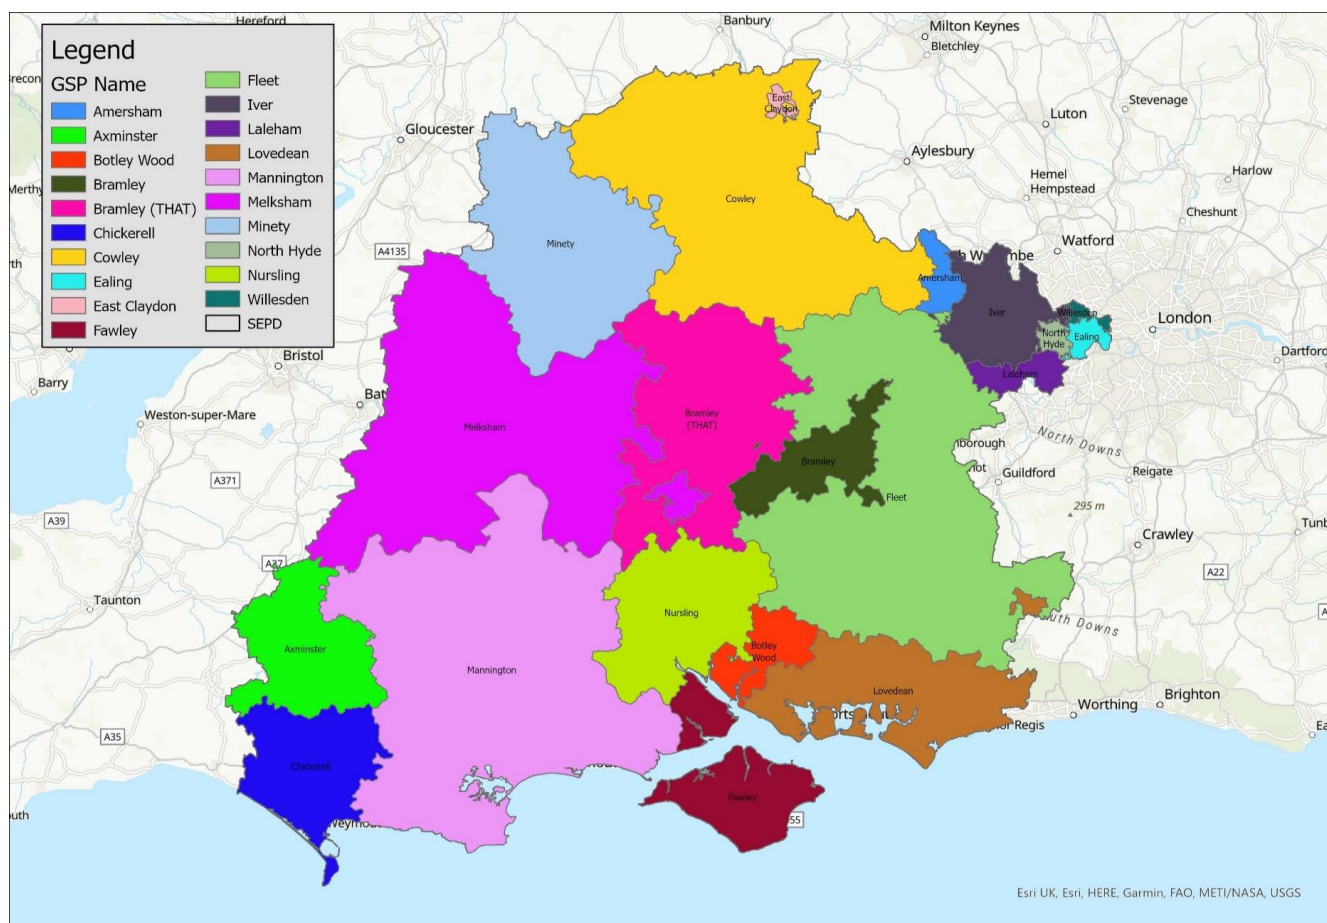 Hereford
Banbury
Milton Keynes
Bletchley
Legend
GSP Name
Amersham
Axminster
Botley Wood
Bramley
Bramley (THAT)
Chickerell
Cowley
Ealing
East Claydon
Fawley
Fleet
Iver
Laleham
Lovedean
Mannington
Melksham
Minety
North Hyde
Nursling
Willesden
SEPD
Gloucester
East
Claydon
Stevenage
Luton
Aylesbury
Hemel
Hempstead
Harlow
Cheshunt
Cowley
Watford
A4135
Minety
Amersham
Iver
Willesden
North
Hyde
Ealing
London
Dartford
Laleham
Bristol
Barry
Weston-super-Mare
Melksham
Bramley
(THAT)
Bramley
Fleet
North Downs
Guildford
Reigate
295 m
Crawley
A371
A39
A37
A22
Taunton
Axminster
Mannington
Nursling
Botley
Wood
Lovedean
Worthing
Brighton
A35
Chickerell
Fawley
55
Esri UK, Esri, HERE, Garmin, FAO, METI/NASA, USGS